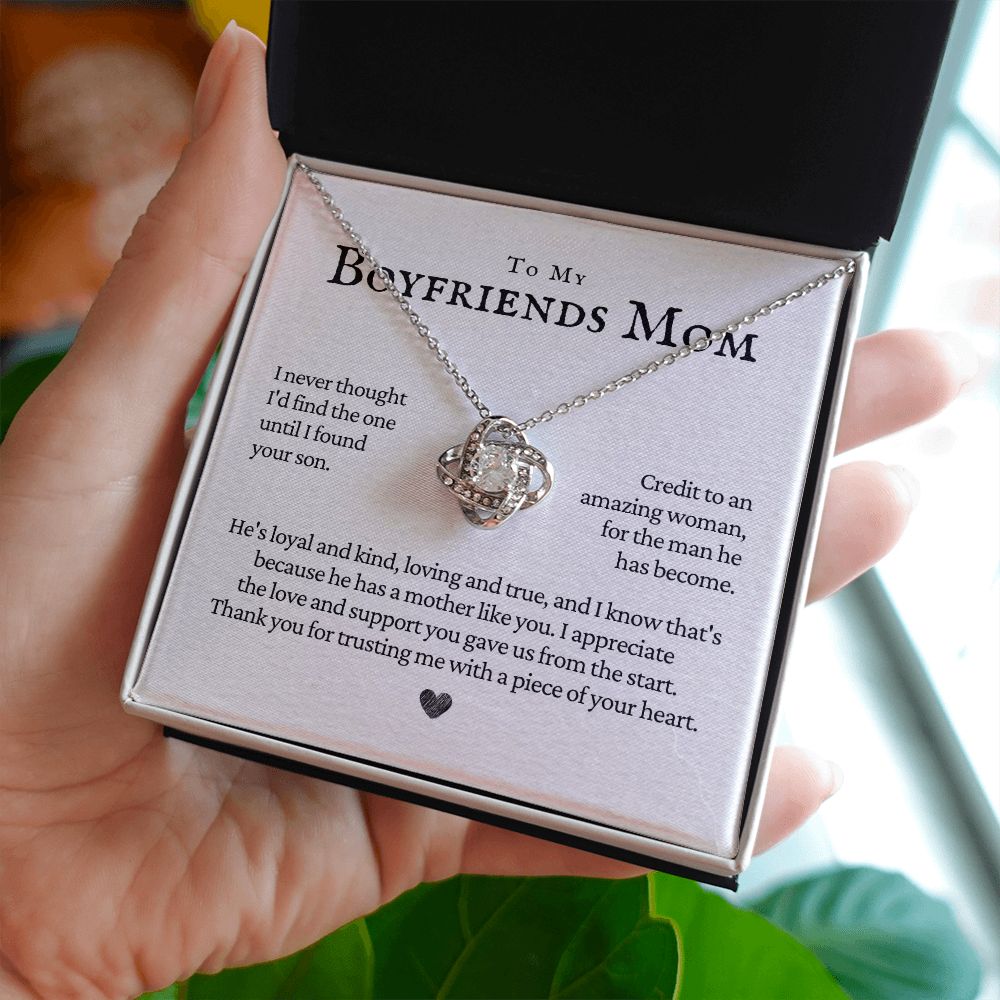 To My
Boyfriends Mom
I never thought
I'd find the one
until I found
your son.
Credit to an
amazing woman,
for the man he
has become.
He's loyal and kind, loving and true, and I know that's
because he has a mother like you. I appreciate
the love and support you gave us from the start.
Thank you for trusting me with a piece of your heart.